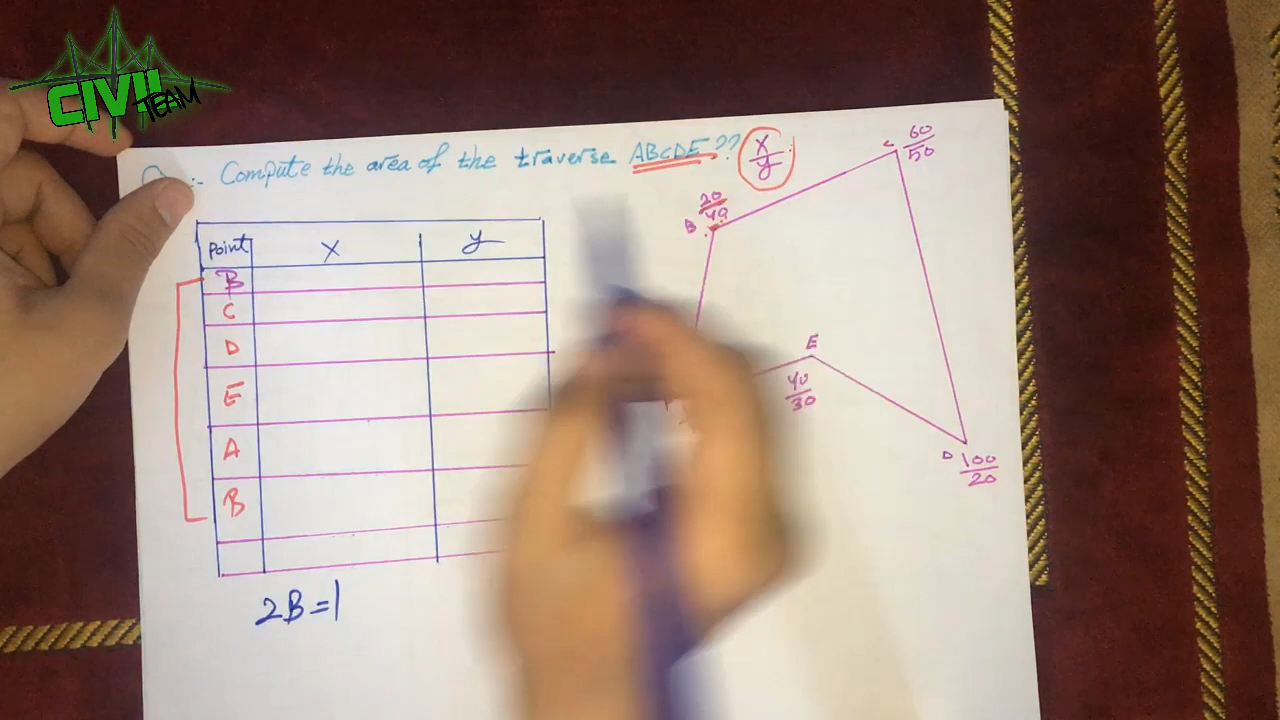 CIVIL
TEAM
Q:- Compute the area of the traverse ABCDE??
X
y
Point X y
B
C
D
E
A
B
2B=|
B 20
40
C 60
50
E
40
30
D 100
20